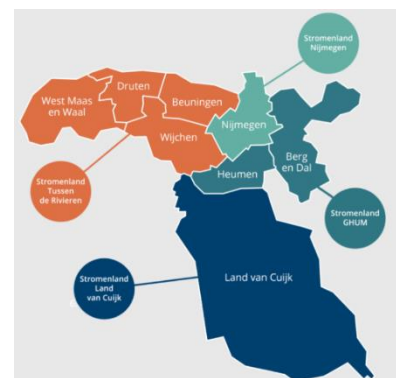 Stromenland
Nijmegen
Druten
West Maas
en Waal
Beuningen
Nijmegen
Wijchen
Berg
en Dal
Heumen
Stromenland
Tussen
de Rivieren
Stromenland
GHUM
Stromenland
Land
van Cuijk
Land van Cuijk